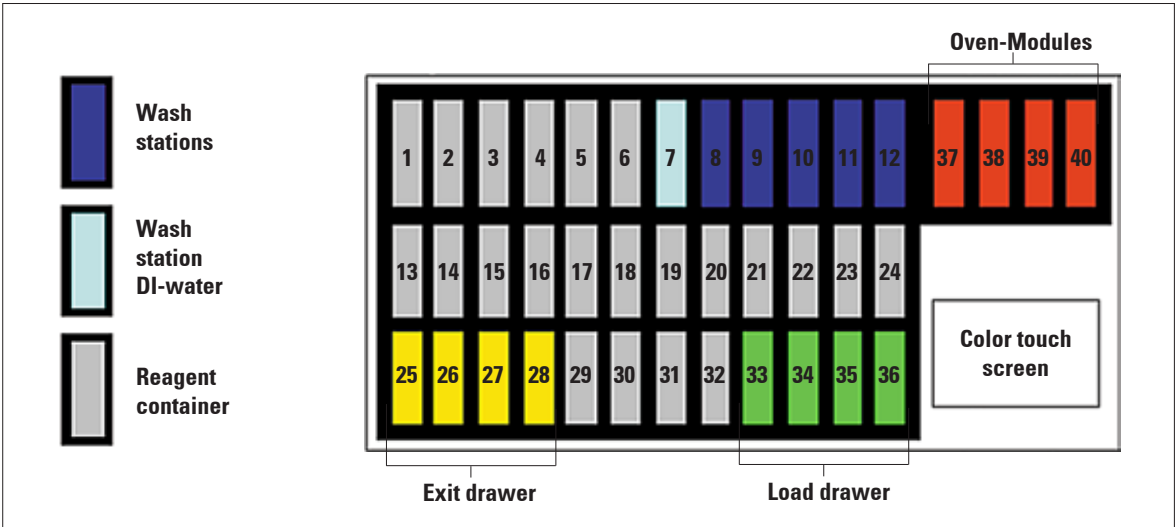 Oven-Modules
Wash
stations
Wash
station
DI-water
Reagent
container
1 2 3 4 5 6 7 8 9 10 11 12 37 38 39 40
13 14 15 16 17 18 19 20 21 22 23 24
25 26 27 28 29 30 31 32 33 34 35 36
Color touch
screen
Exit drawer
Load drawer